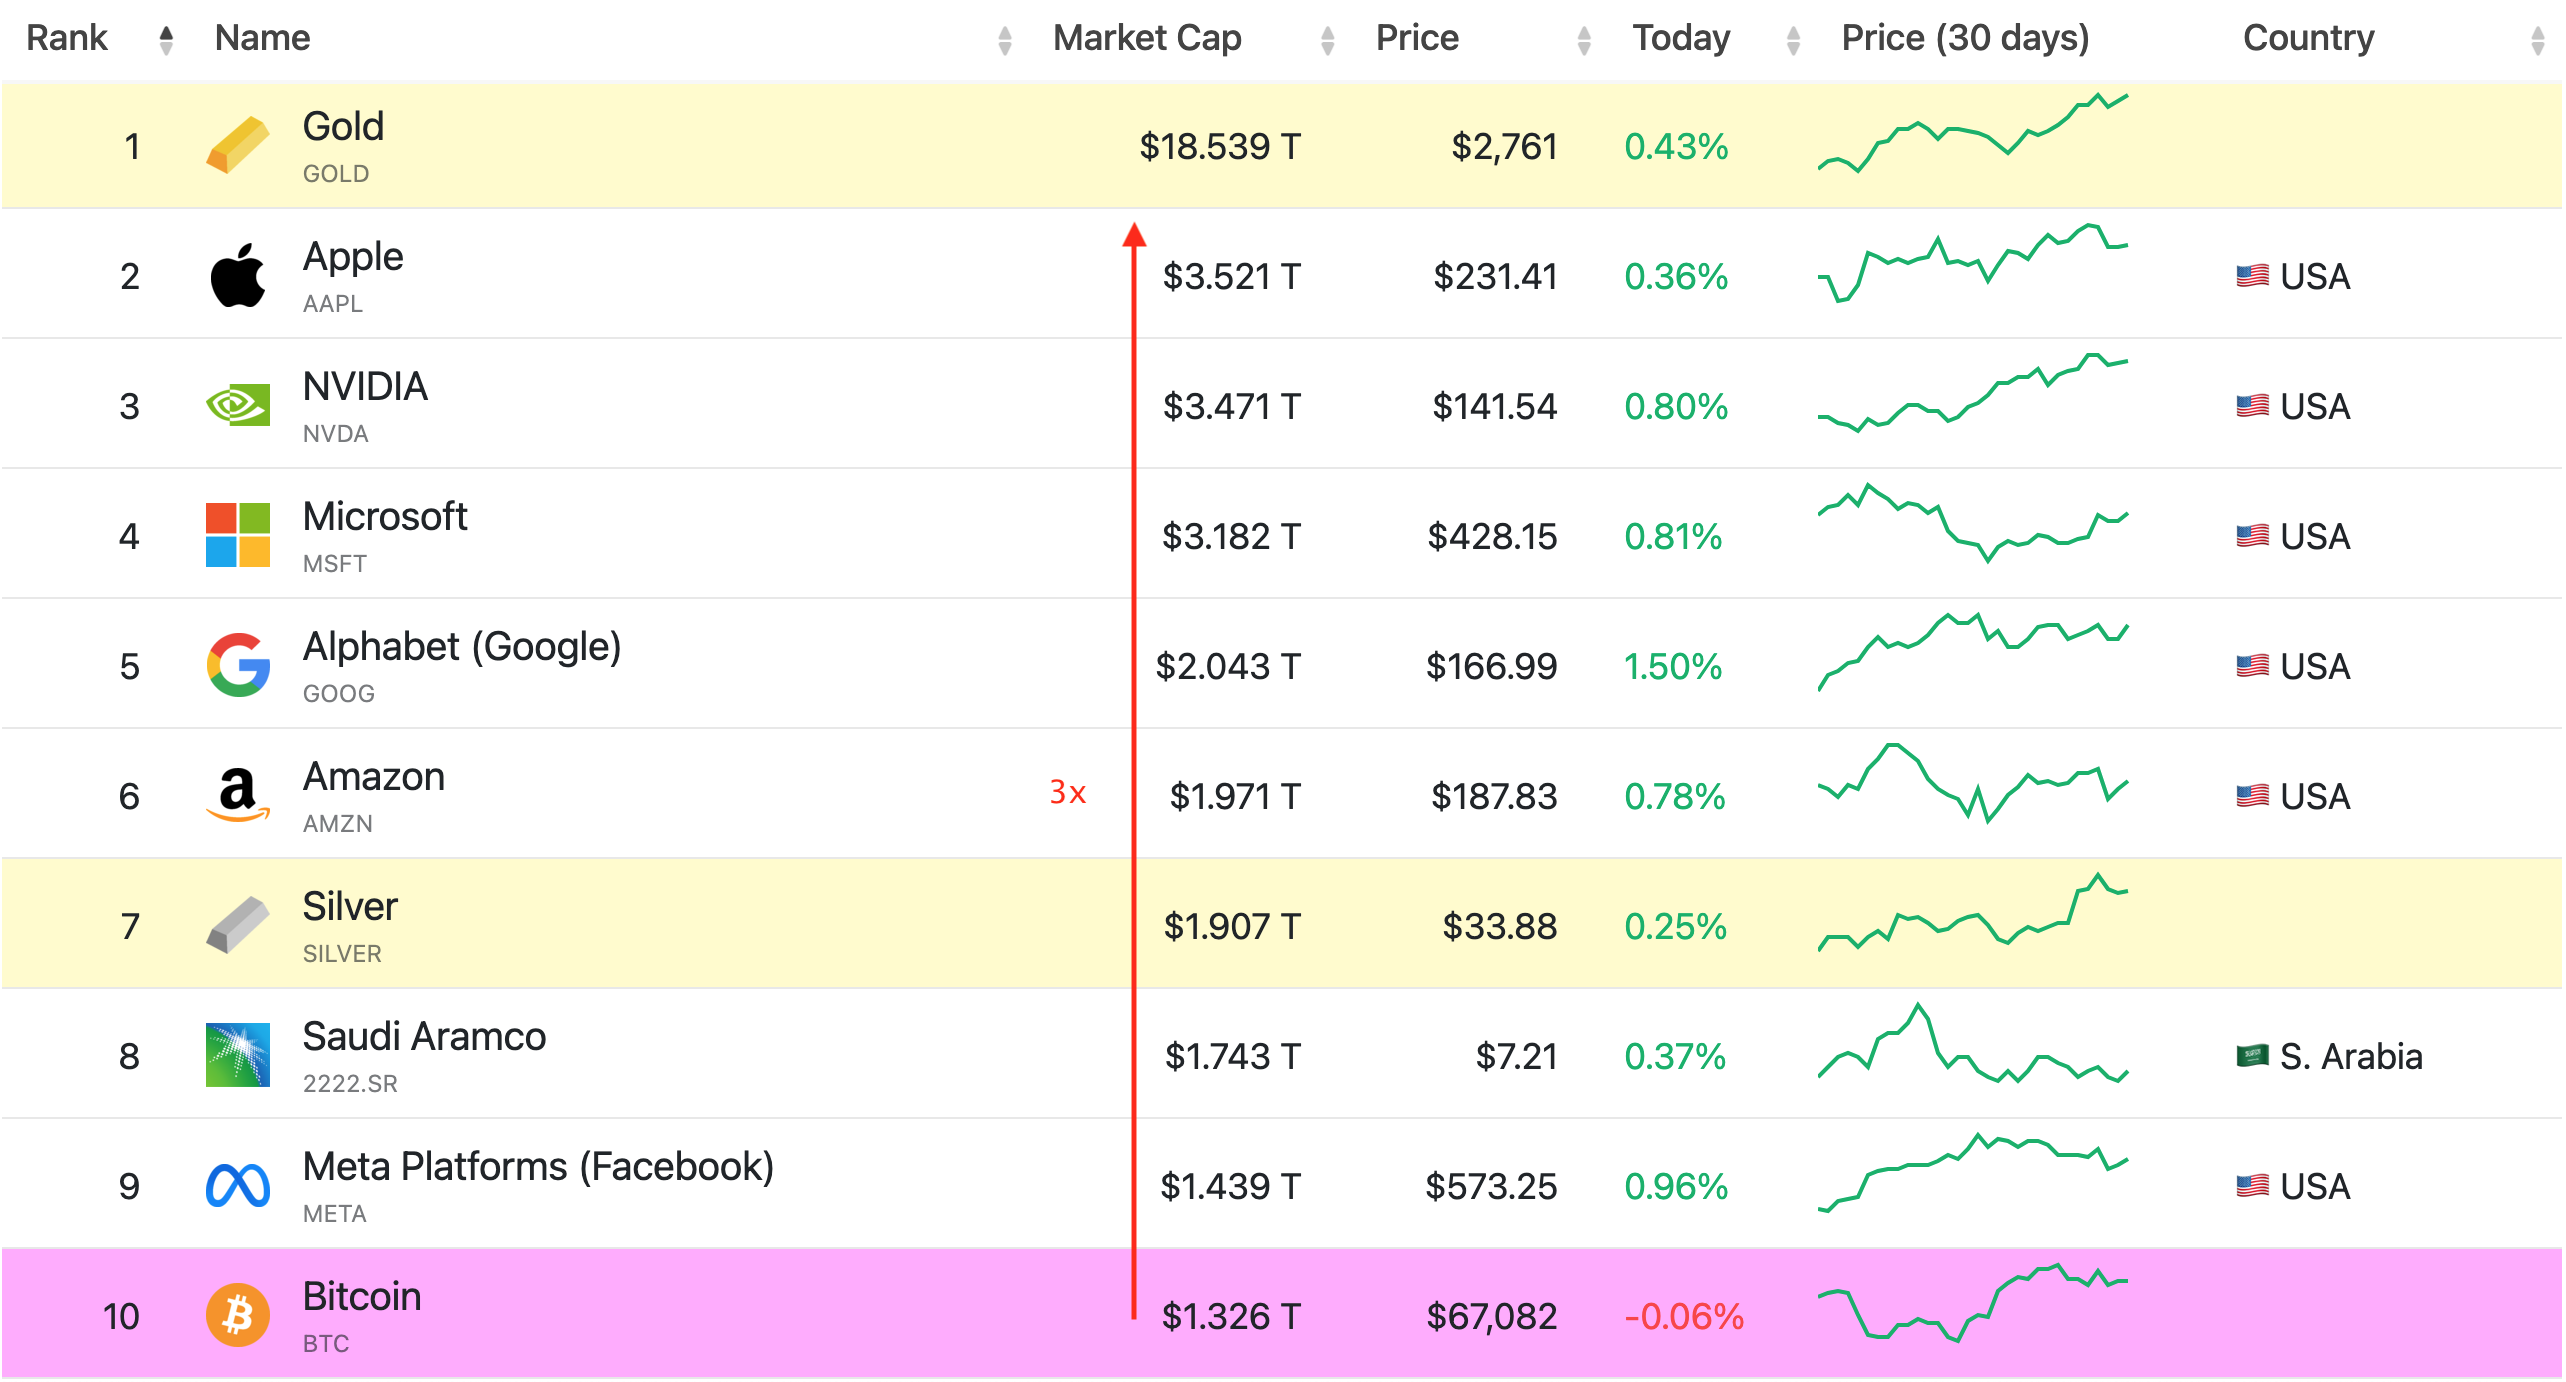 Rank Name Market Cap Price Today Price (30 days) Country
1 Gold $18.539 T $2,761 0.43%
GOLD
2 Apple $3.521 T $231.41 0.36% USA
AAPL
3 NVIDIA $3.471 T $141.54 0.80% USA
NVDA
4 Microsoft $3.182 T $428.15 0.81% USA
MSFT
5 Alphabet (Google) $2.043 T $166.99 1.50% USA
GOOG
6 Amazon 3x $1.971 T $187.83 0.78% USA
AMZN
7 Silver $1.907 T $33.88 0.25%
SILVER
8 Saudi Aramco $1.743 T $7.21 0.37% S. Arabia
2222.SR
9 Meta Platforms (Facebook) $1.439 T $573.25 0.96% USA
META
10 Bitcoin $1.326 T $67,082 -0.06%
BTC